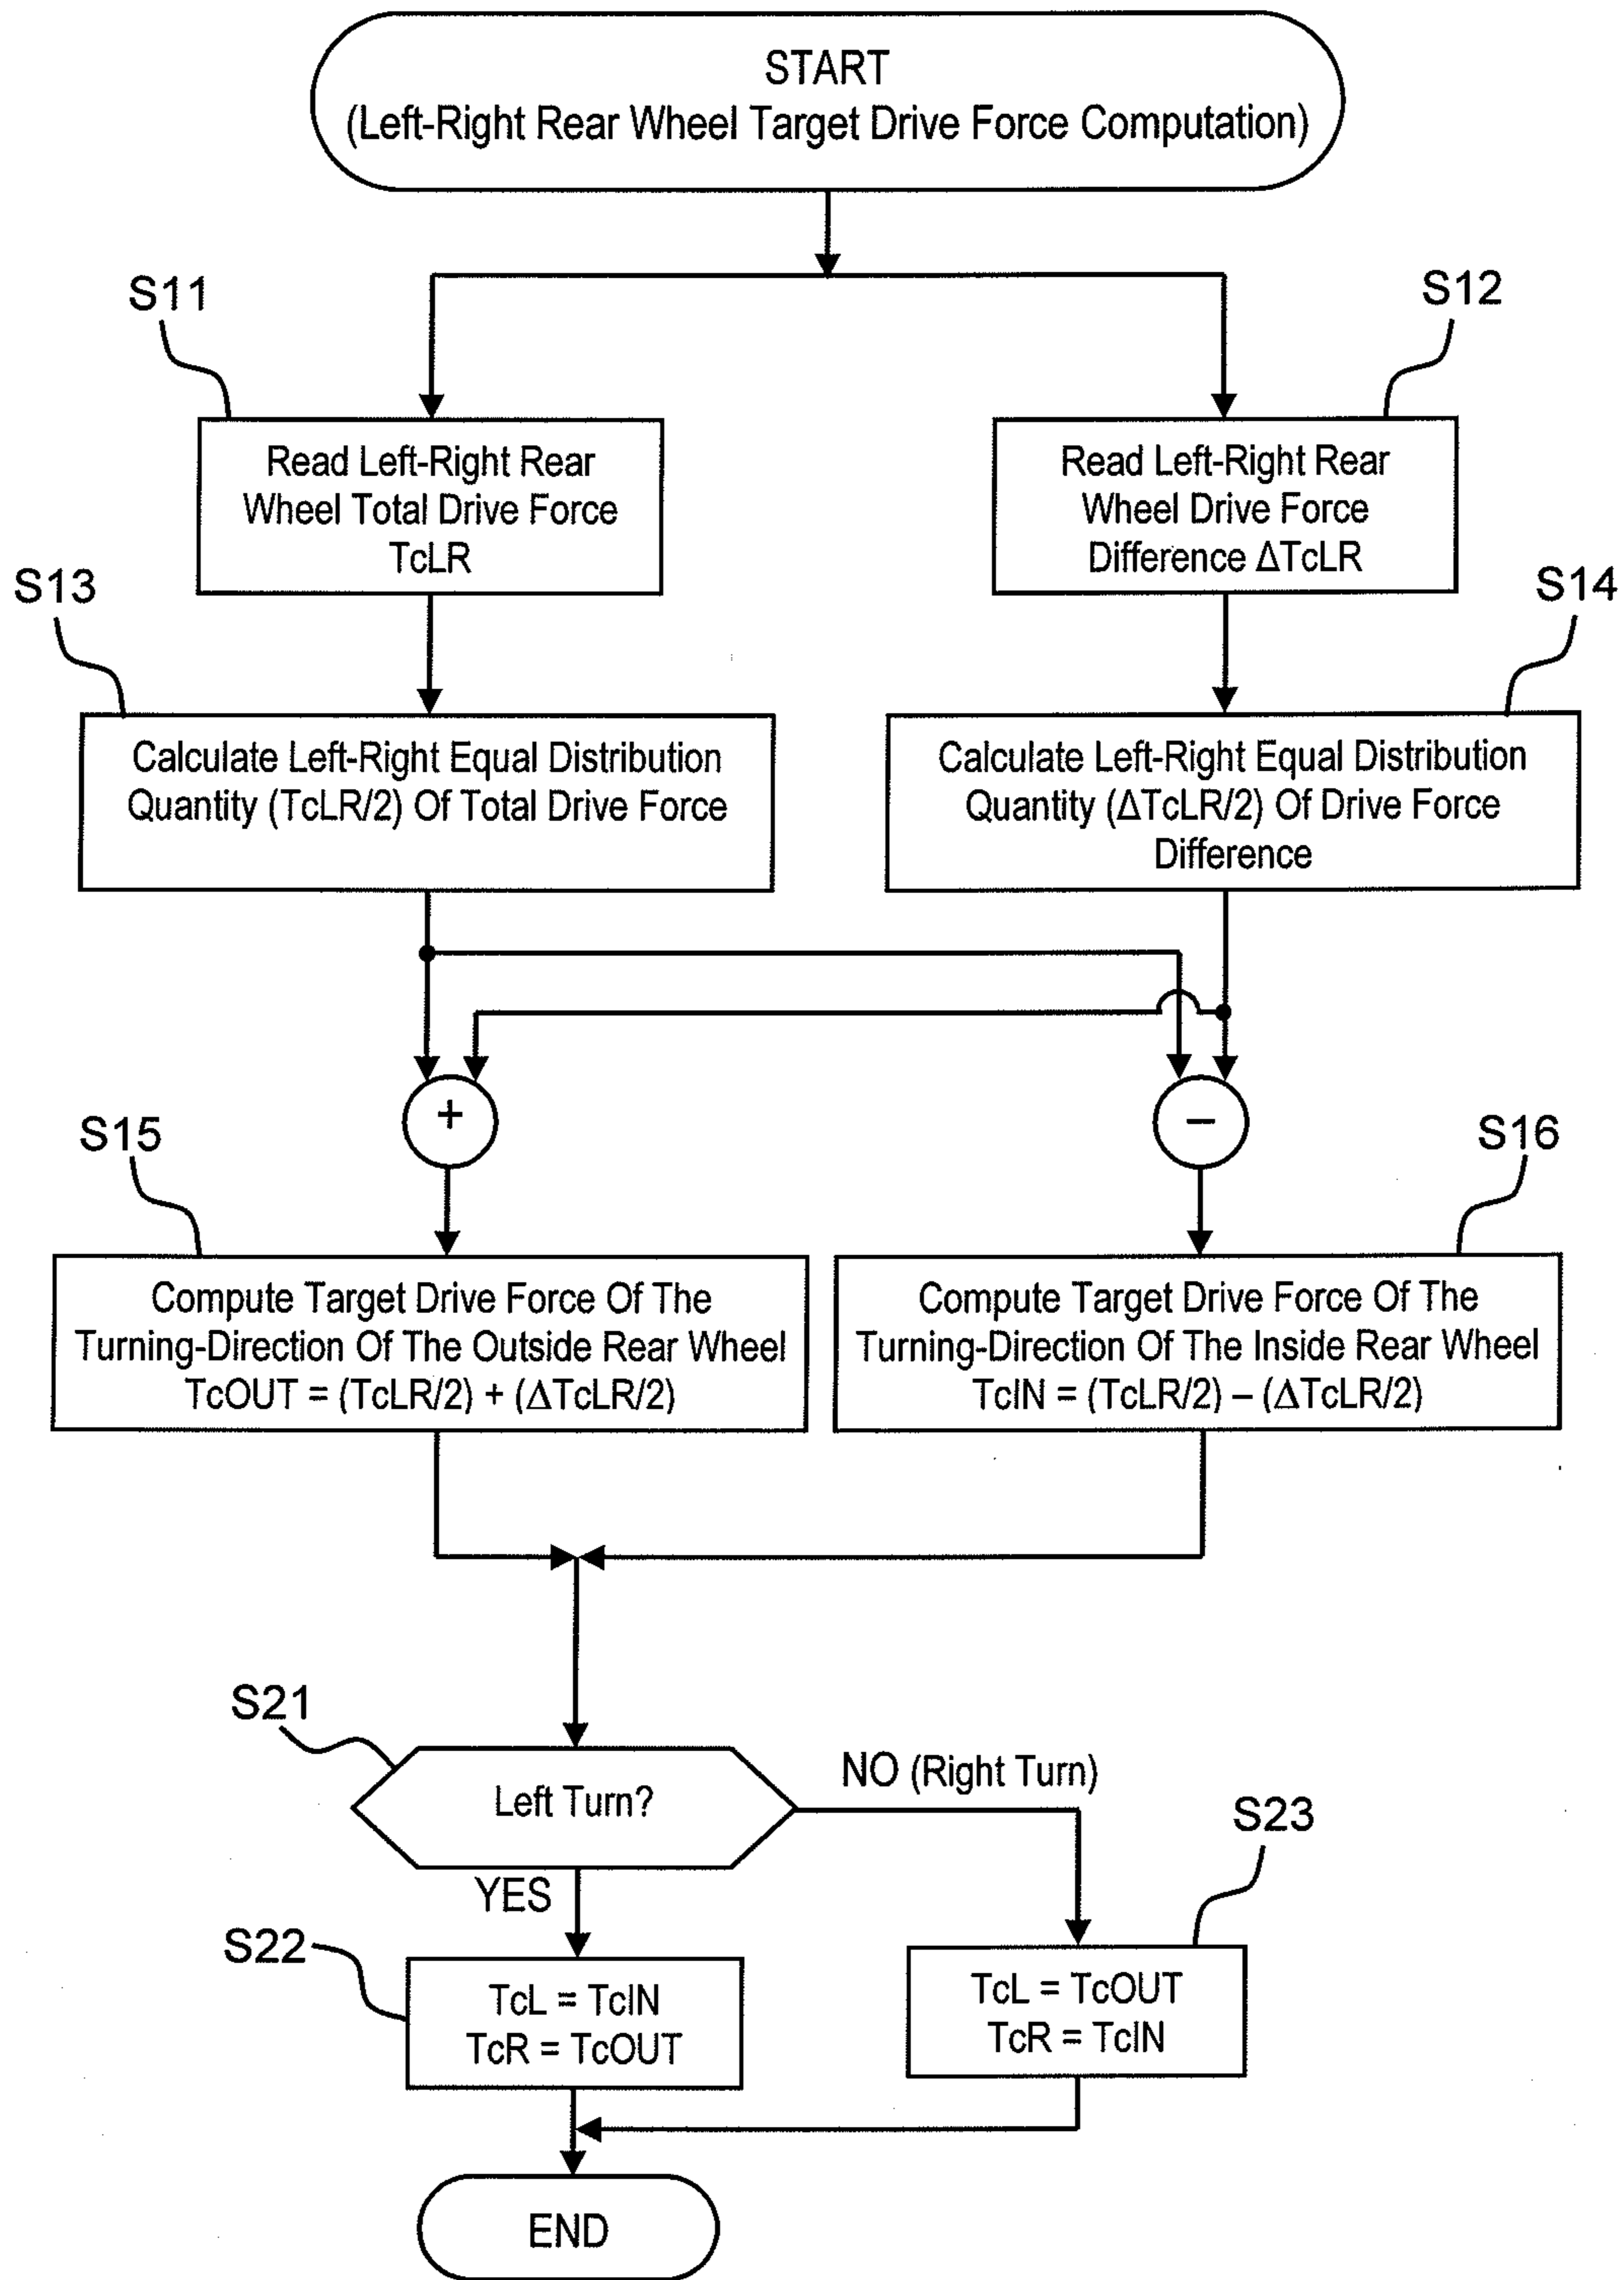 START
(Left-Right Rear Wheel Target Drive Force Computation)
S11
S12
Read Left-Right Rear
Wheel Total Drive Force
TcLR
Read Left-Right Rear
Wheel Drive Force
Difference ΔTcLR
S13
S14
Calculate Left-Right Equal Distribution
Quantity (TcLR/2) Of Total Drive Force
Calculate Left-Right Equal Distribution
Quantity (ΔTcLR/2) Of Drive Force
Difference
+
–
S15
S16
Compute Target Drive Force Of The
Turning-Direction Of The Outside Rear Wheel
TcOUT = (TcLR/2) + (ΔTcLR/2)
Compute Target Drive Force Of The
Turning-Direction Of The Inside Rear Wheel
TcIN = (TcLR/2) – (ΔTcLR/2)
S21
Left Turn?
NO (Right Turn)
YES
S23
S22
TcL = TcIN
TcR = TcOUT
TcL = TcOUT
TcR = TcIN
END